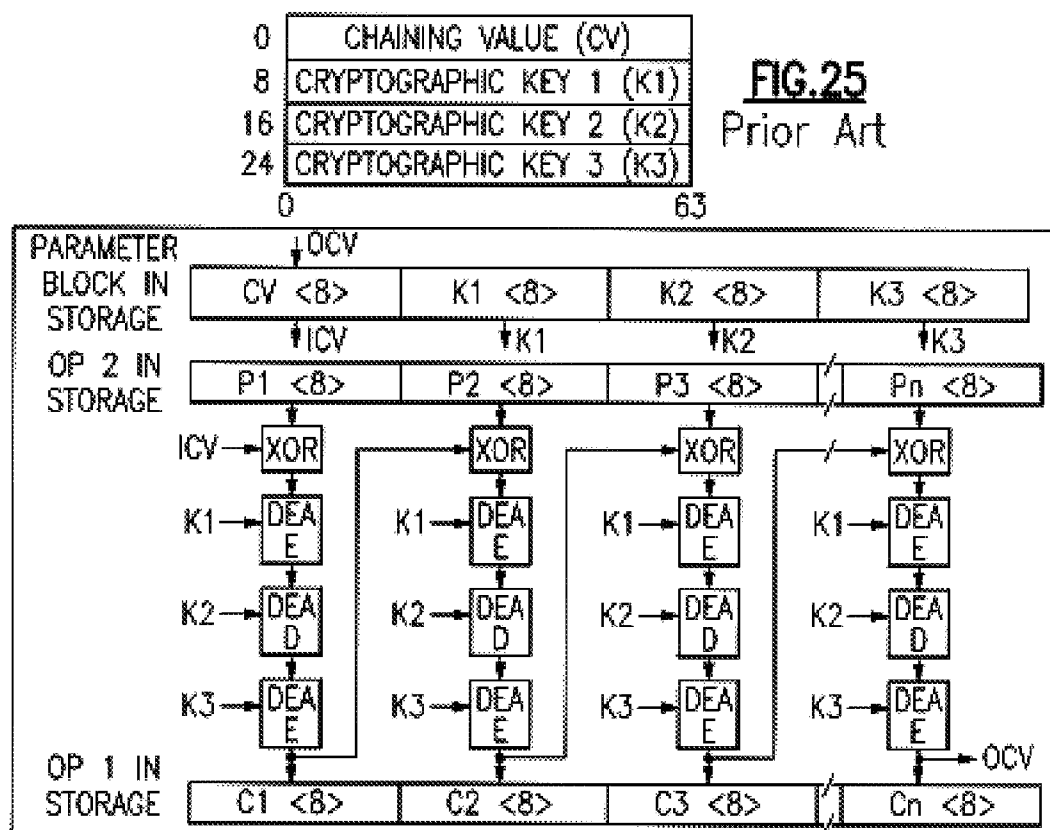 0 CHAINING VALUE (CV)
8 CRYPTOGRAPHIC KEY 1 (K1)
16 CRYPTOGRAPHIC KEY 2 (K2)
24 CRYPTOGRAPHIC KEY 3 (K3)
0 63
FIG.25
Prior Art
PARAMETER
BLOCK IN
STORAGE
OCV
CV <8> K1 <8> K2 <8> K3 <8>
ICV K1 K2 K3
OP 2 IN
STORAGE
P1 <8> P2 <8> P3 <8> Pn <8>
ICV XOR XOR XOR XOR
K1 DEA K1 DEA K1 DEA K1 DEA
E E E E
K2 DEA K2 DEA K2 DEA K2 DEA
D D D D
K3 DEA K3 DEA K3 DEA K3 DEA
E E E E
OCV
OP 1 IN
STORAGE
C1 <8> C2 <8> C3 <8> Cn <8>